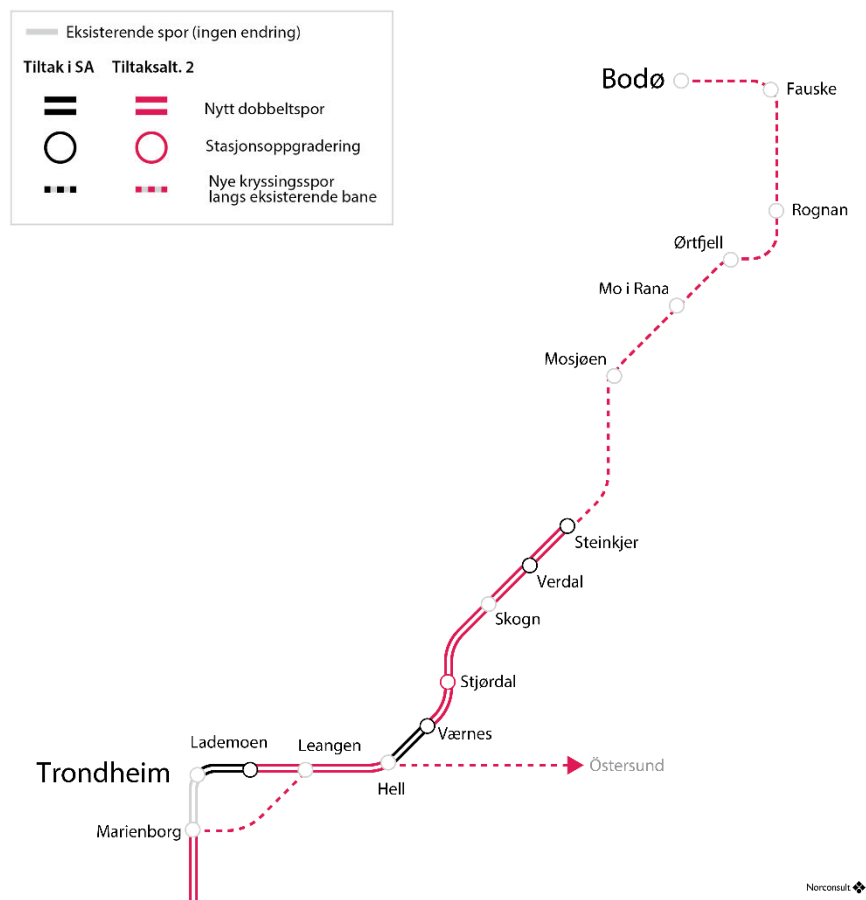 Eksisterende spor (ingen endring)
Tiltak i SA Tiltaksalt. 2
Nytt dobbeltspor
Stasjonsoppgradering
Nye kryssingsspor
langs eksisterende bane
Bodø
Fauske
Rognan
Ørtfjell
Mo i Rana
Mosjøen
Steinkjer
Verdal
Skogn
Stjørdal
Værnes
Lademoen
Leangen
Trondheim
Hell
Östersund
Marienborg
Norconsult